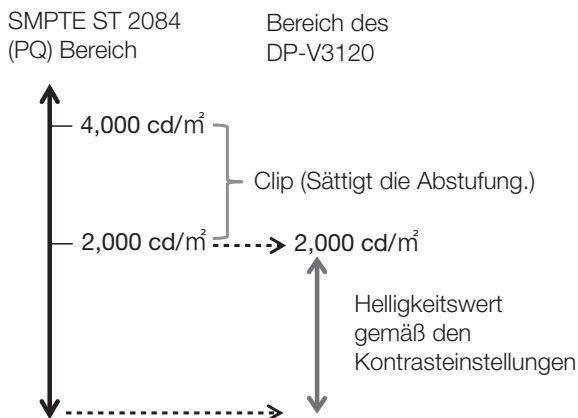 SMPTE ST 2084
(PQ) Bereich
Bereich des
DP-V3120
4,000 cd/m²
Clip (Sättigt die Abstufung.)
2,000 cd/m²
2,000 cd/m²
Helligkeitswert
gemäß den
Kontrasteinstellungen